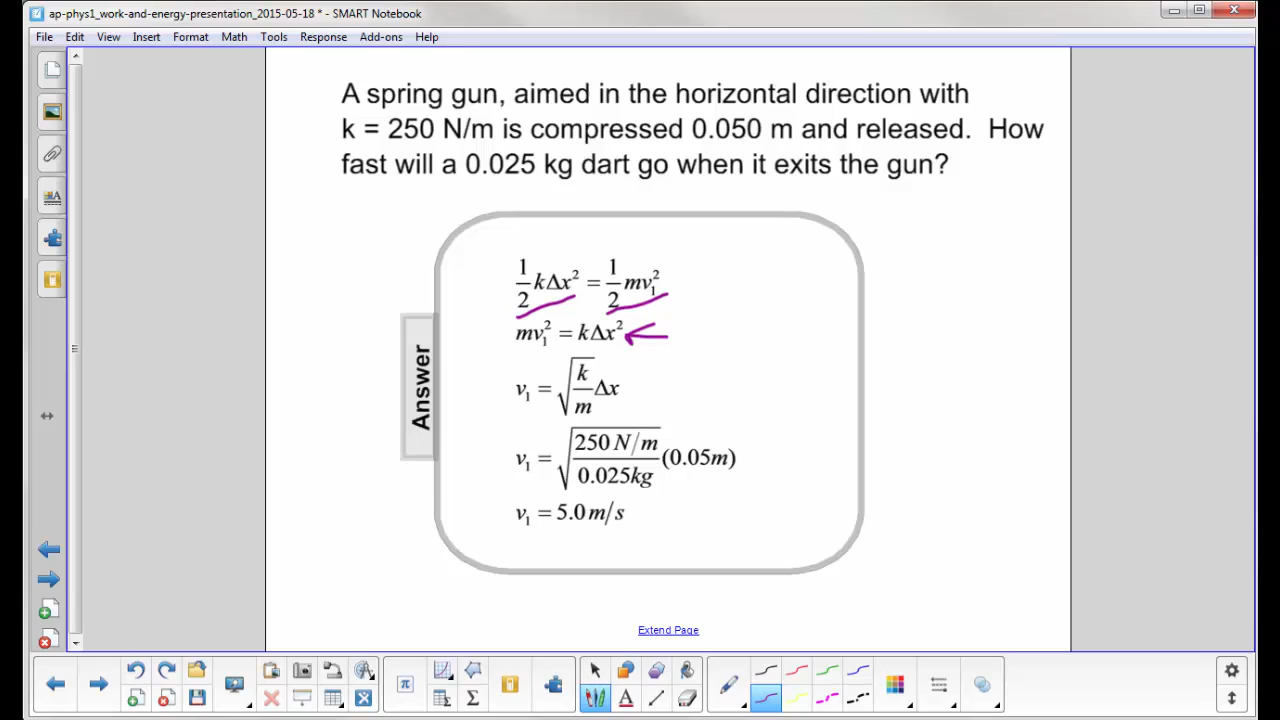 ap-phys1_work-and-energy-presentation_2015-05-18 * - SMART Notebook
File Edit View Insert Format Math Tools Response Add-ons Help
A spring gun, aimed in the horizontal direction with
k = 250 N/m is compressed 0.050 m and released. How
fast will a 0.025 kg dart go when it exits the gun?
Answer
1/2 kΔx² = 1/2 mv₁²
mv₁² = kΔx²
v₁ = √(k/m) Δx
v₁ = √(250 N/m / 0.025kg) (0.05m)
v₁ = 5.0 m/s
Extend Page